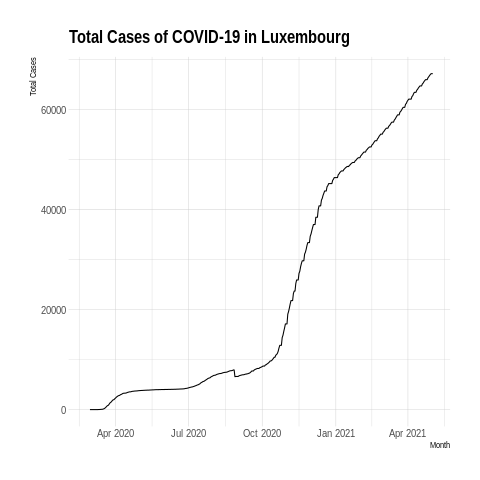 Total Cases of COVID-19 in Luxembourg
Total Cases
60000
40000
20000
0
Apr 2020 Jul 2020 Oct 2020 Jan 2021 Apr 2021
Month